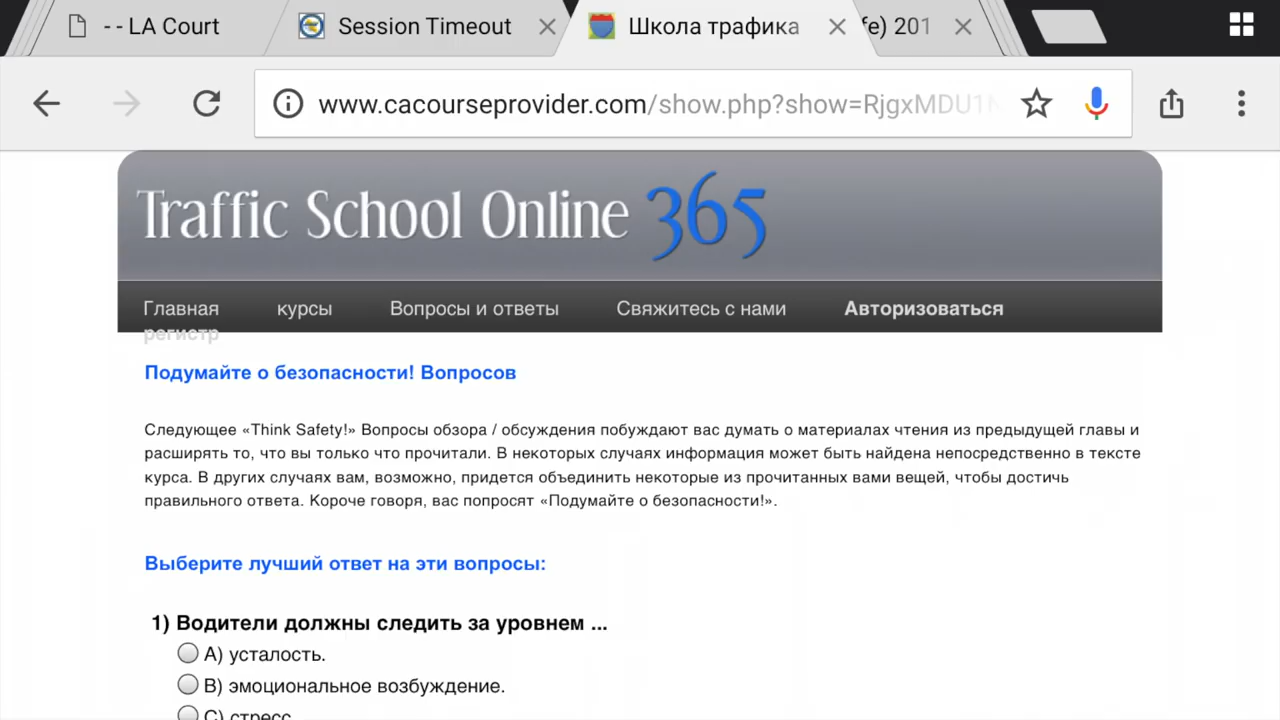 - - LA Court
Session Timeout
Школа трафика
fe) 201
www.cacourseprovider.com/show.php?show=RjgxMDU1N
Traffic School Online 365
Главная курсы Вопросы и ответы Свяжитесь с нами Авторизоваться
регистр
Подумайте о безопасности! Вопросов
Следующее «Think Safety!» Вопросы обзора / обсуждения побуждают вас думать о материалах чтения из предыдущей главы и
расширять то, что вы только что прочитали. В некоторых случаях информация может быть найдена непосредственно в тексте
курса. В других случаях вам, возможно, придется объединить некоторые из прочитанных вами вещей, чтобы достичь
правильного ответа. Короче говоря, вас попросят «Подумайте о безопасности!».
Выберите лучший ответ на эти вопросы:
1) Водители должны следить за уровнем ...
A) усталость.
B) эмоциональное возбуждение.
C) стресс